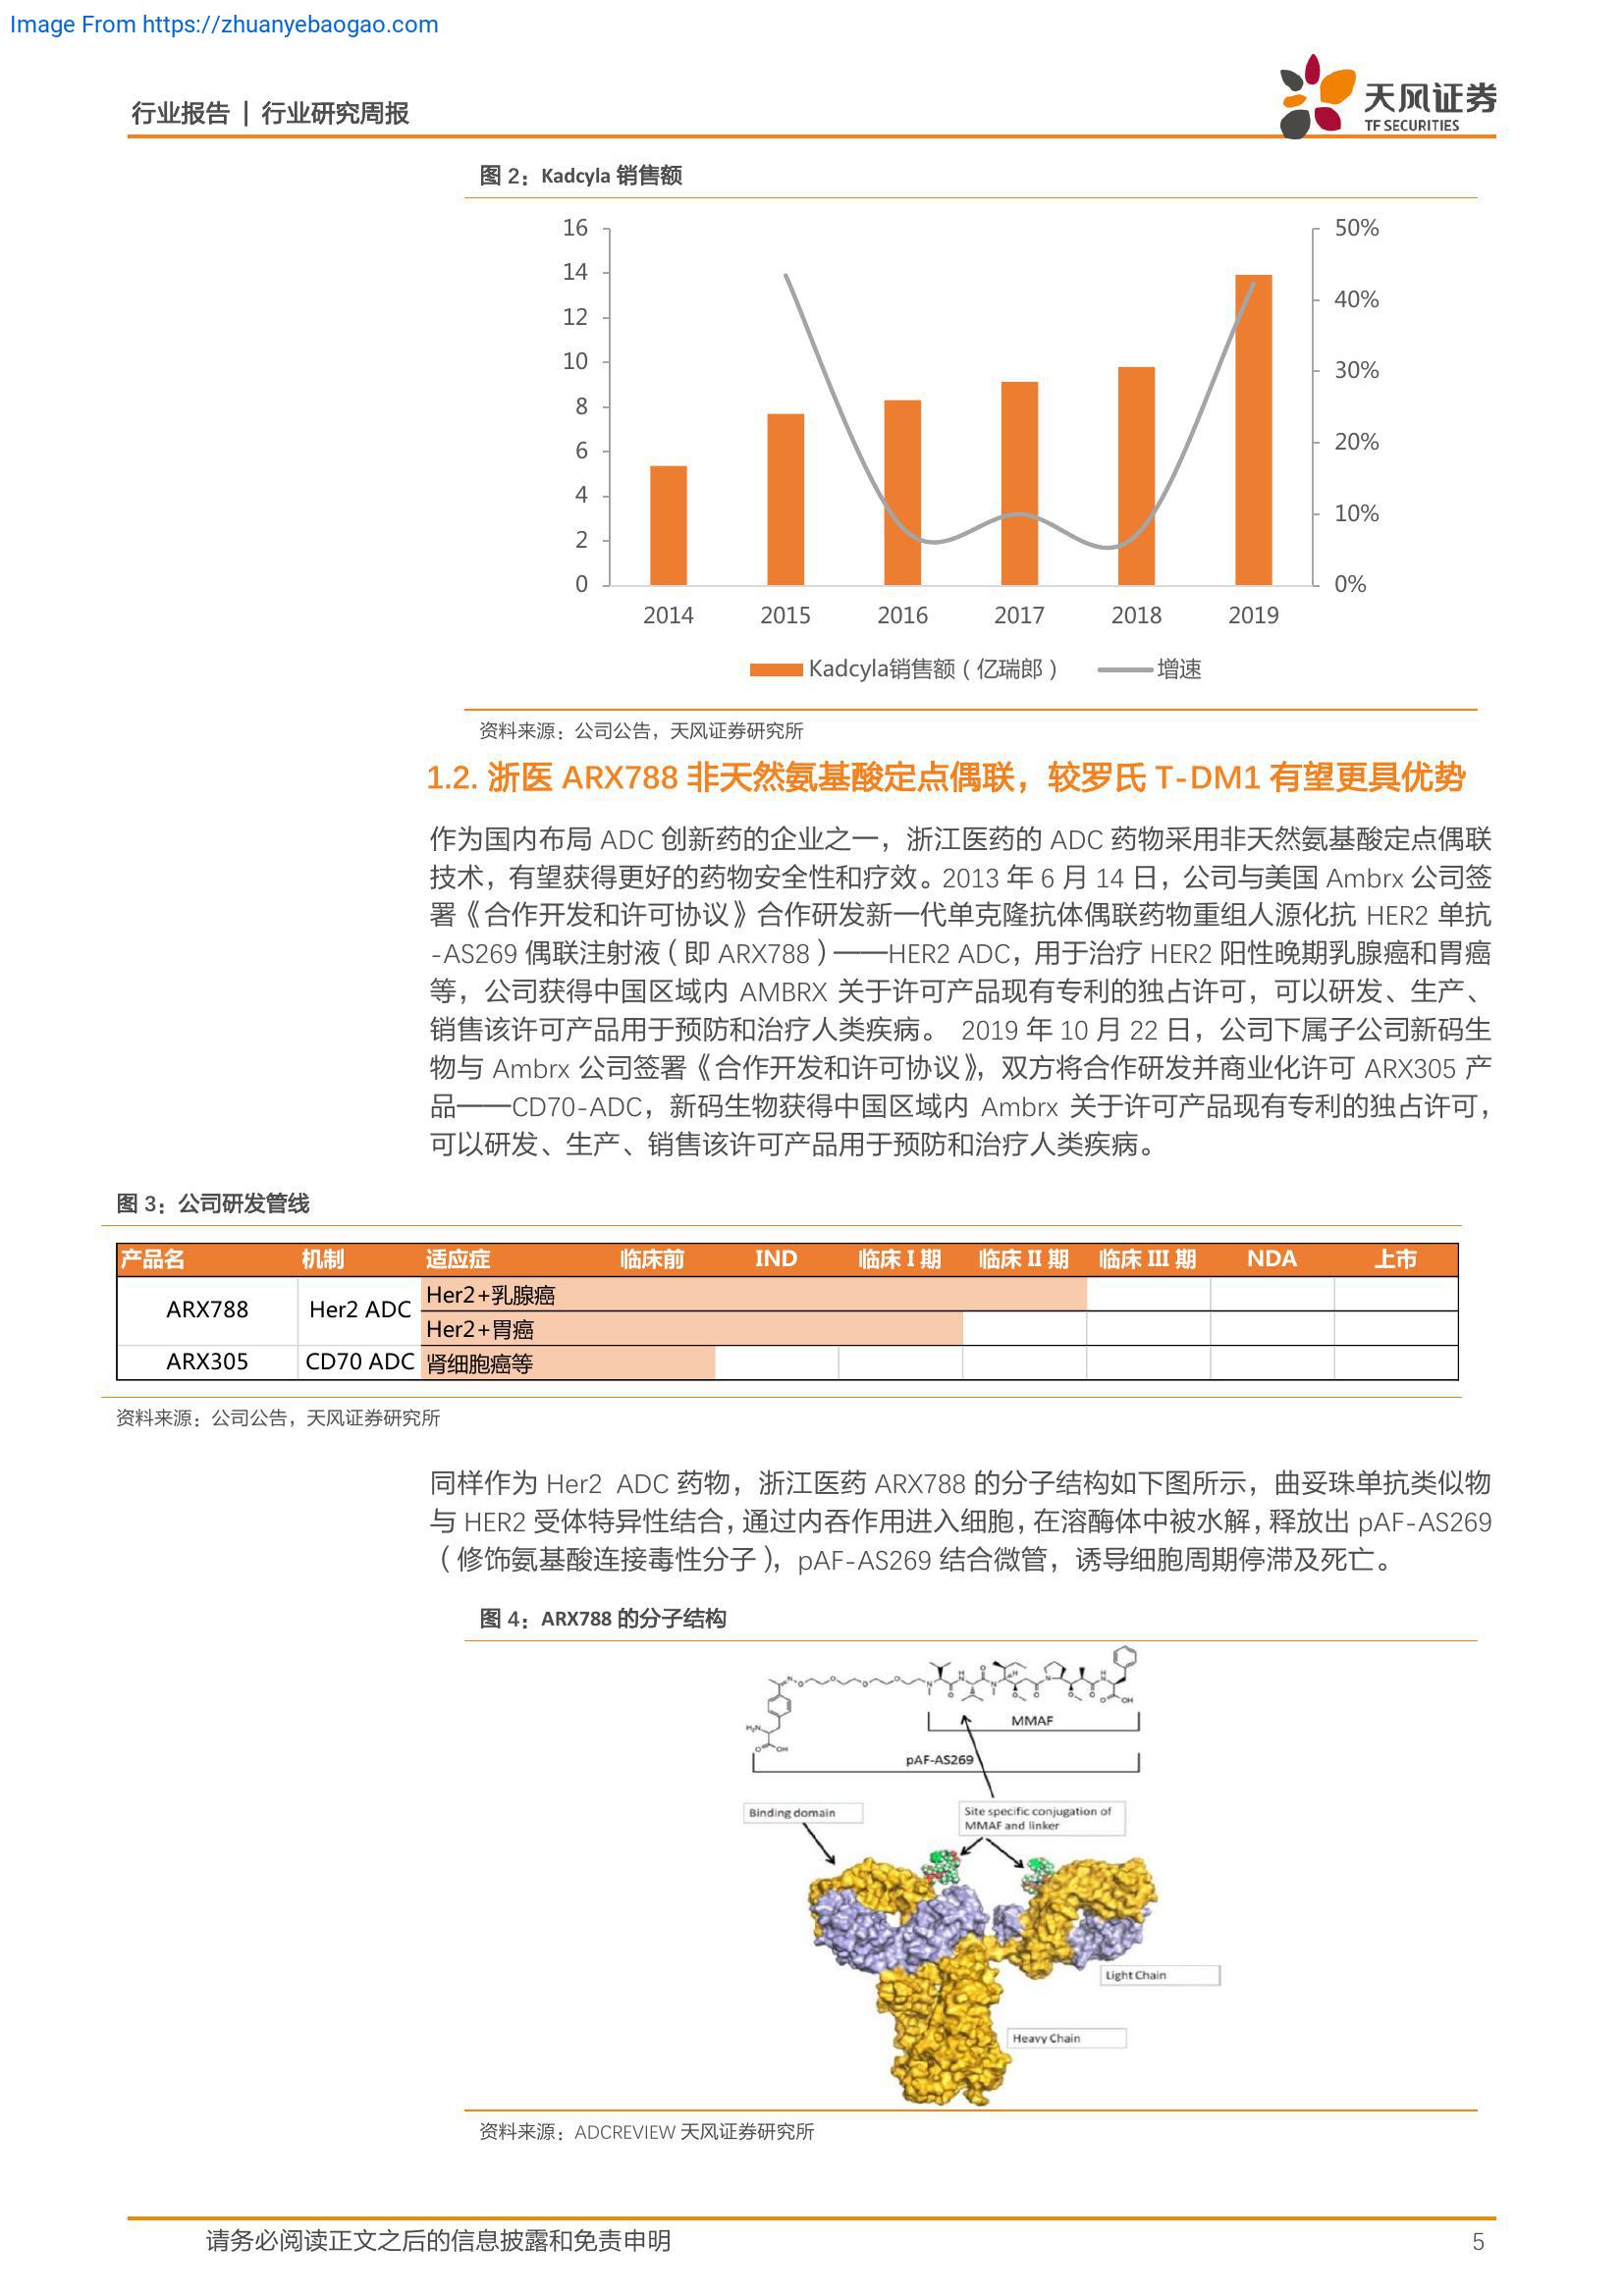 Image From https://zhuanyebaogao.com
行业报告 | 行业研究周报
天风证券
TF SECURITIES
图 2：Kadcyla 销售额
16
14
12
10
8
6
4
2
0
50%
40%
30%
20%
10%
0%
2014 2015 2016 2017 2018 2019
Kadcyla销售额（亿瑞郎） 增速
资料来源：公司公告，天风证券研究所
1.2. 浙医 ARX788 非天然氨基酸定点偶联，较罗氏 T-DM1 有望更具优势
作为国内布局 ADC 创新药的企业之一，浙江医药的 ADC 药物采用非天然氨基酸定点偶联
技术，有望获得更好的药物安全性和疗效。2013 年 6 月 14 日，公司与美国 Ambrx 公司签
署《合作开发和许可协议》合作研发新一代单克隆抗体偶联药物重组人源化抗 HER2 单抗
-AS269 偶联注射液（即 ARX788）——HER2 ADC，用于治疗 HER2 阳性晚期乳腺癌和胃癌
等，公司获得中国区域内 AMBRX 关于许可产品现有专利的独占许可，可以研发、生产、
销售该许可产品用于预防和治疗人类疾病。 2019 年 10 月 22 日，公司下属子公司新码生
物与 Ambrx 公司签署《合作开发和许可协议》，双方将合作研发并商业化许可 ARX305 产
品——CD70-ADC，新码生物获得中国区域内 Ambrx 关于许可产品现有专利的独占许可，
可以研发、生产、销售该许可产品用于预防和治疗人类疾病。
图 3：公司研发管线
产品名 机制 适应症 临床前 IND 临床 I 期 临床 II 期 临床 III 期 NDA 上市
ARX788 Her2 ADC Her2+乳腺癌
Her2+胃癌
ARX305 CD70 ADC 肾细胞癌等
资料来源：公司公告，天风证券研究所
同样作为 Her2 ADC 药物，浙江医药 ARX788 的分子结构如下图所示，曲妥珠单抗类似物
与 HER2 受体特异性结合，通过内吞作用进入细胞，在溶酶体中被水解，释放出 pAF-AS269
（修饰氨基酸连接毒性分子），pAF-AS269 结合微管，诱导细胞周期停滞及死亡。
图 4：ARX788 的分子结构
MMAF
pAF-AS269
Binding domain
Site specific conjugation of
MMAF and linker
Light Chain
Heavy Chain
资料来源：ADCREVIEW 天风证券研究所
请务必阅读正文之后的信息披露和免责申明 5